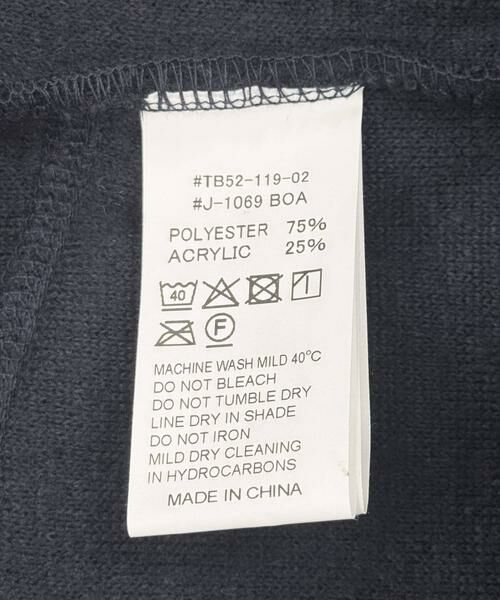 #TB52-119-02
#J-1069 BOA
POLYESTER 75%
ACRYLIC 25%
40
F
MACHINE WASH MILD 40°C
DO NOT BLEACH
DO NOT TUMBLE DRY
LINE DRY IN SHADE
DO NOT IRON
MILD DRY CLEANING
IN HYDROCARBONS
MADE IN CHINA